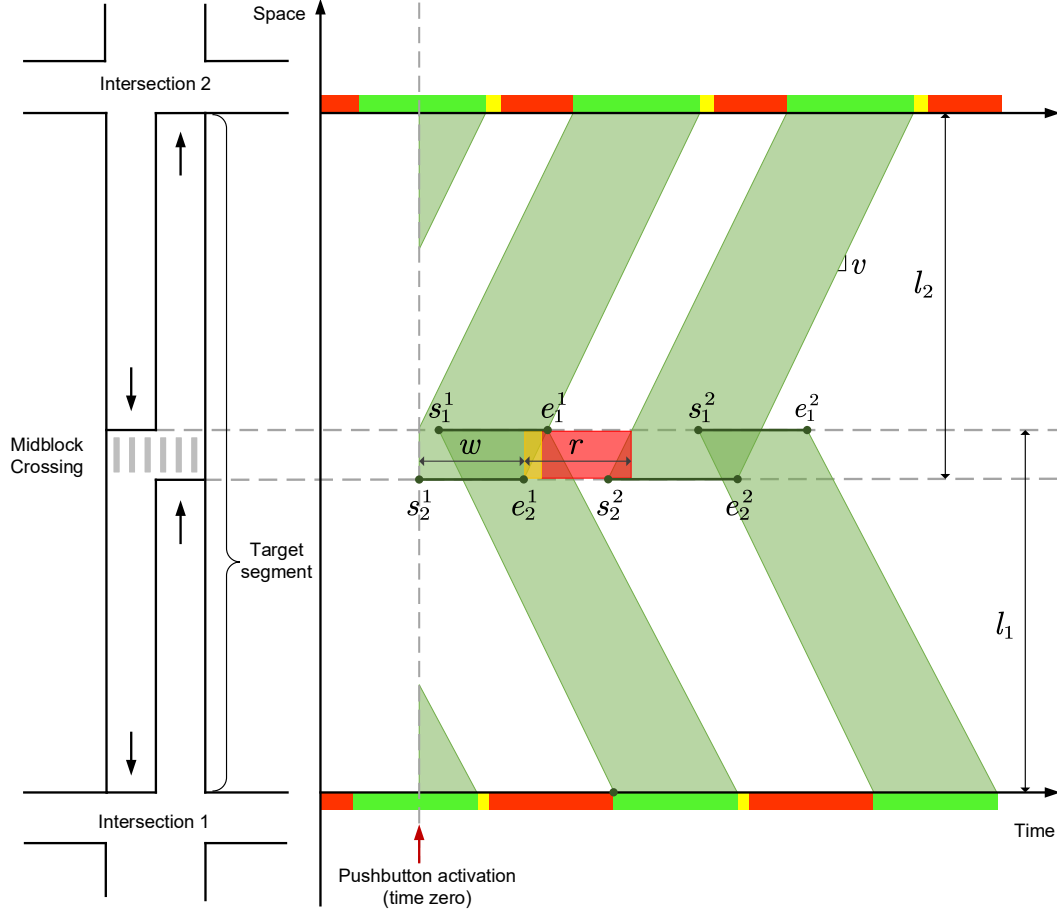 Space
Intersection 2
v
l₂
s₁¹
e₁¹
s₁²
e₁²
Midblock
Crossing
w
r
s₂¹
e₂¹
s₂²
e₂²
Target
segment
l₁
Intersection 1
Time
Pushbutton activation
(time zero)